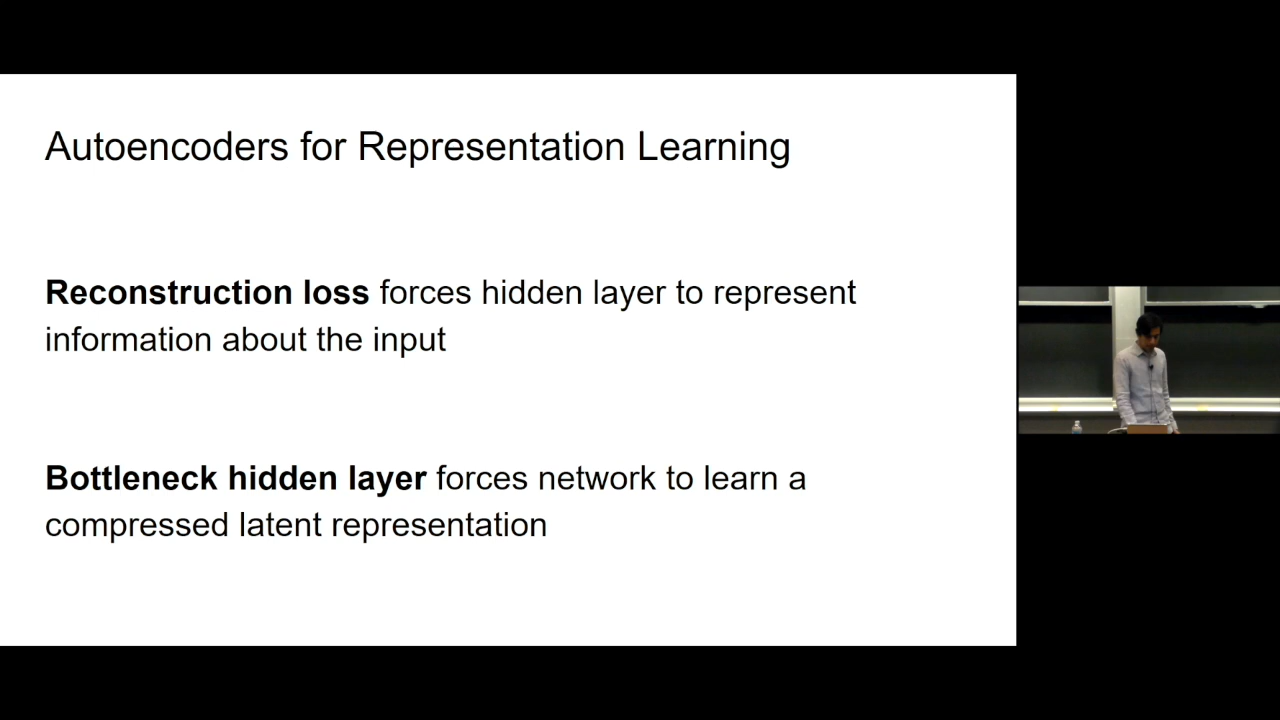 Autoencoders for Representation Learning
Reconstruction loss forces hidden layer to represent
information about the input
Bottleneck hidden layer forces network to learn a
compressed latent representation